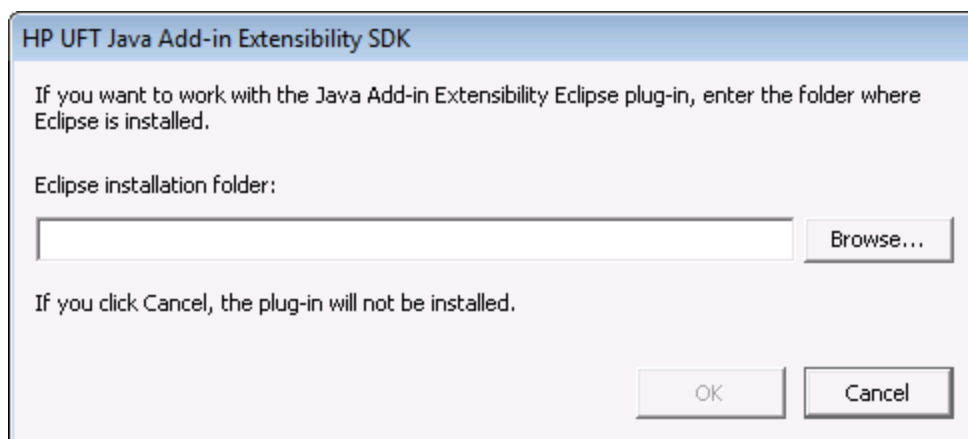 HP UFT Java Add-in Extensibility SDK
If you want to work with the Java Add-in Extensibility Eclipse plug-in, enter the folder where
Eclipse is installed.
Eclipse installation folder:
Browse...
If you click Cancel, the plug-in will not be installed.
OK
Cancel